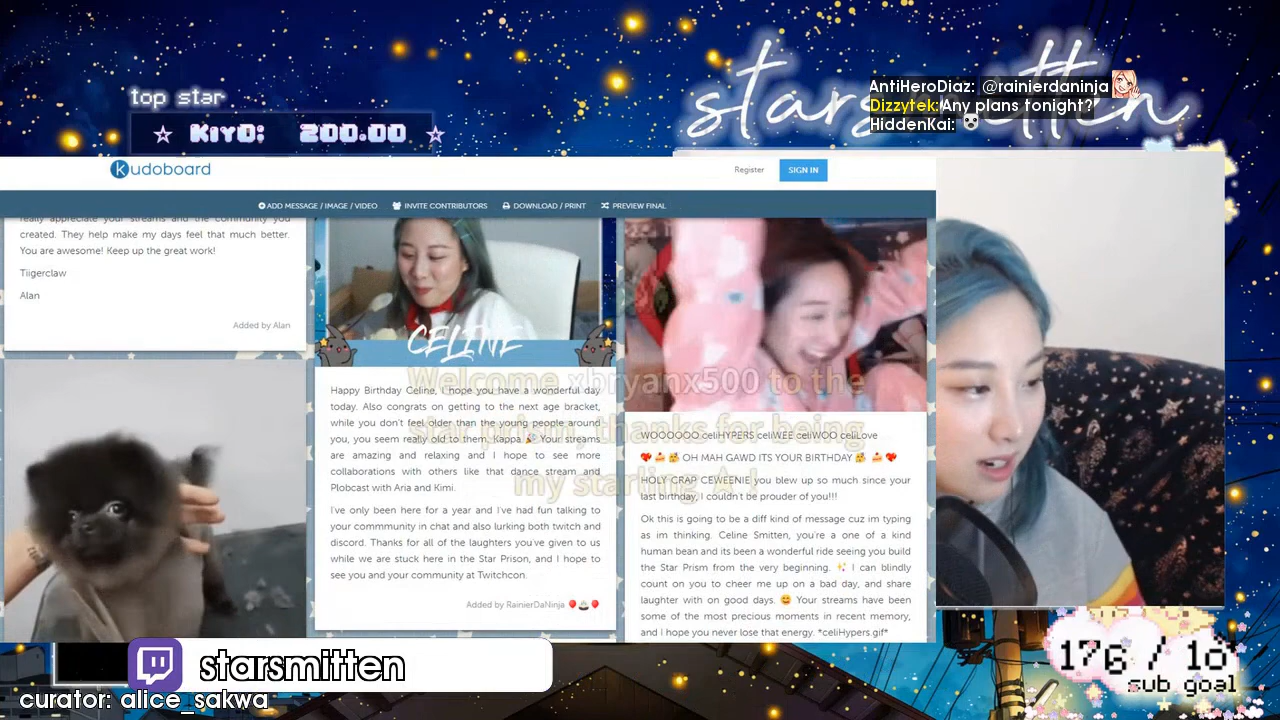 top star
KiyO: 200.00
starsmitten
AntiHeroDiaz: @rainierdaninja
Dizzytek: Any plans tonight?
HiddenKai:
kudoboard
Register
SIGN IN
ADD MESSAGE / IMAGE / VIDEO
INVITE CONTRIBUTORS
DOWNLOAD / PRINT
PREVIEW FINAL
really appreciate your streams and the community you
created. They help make my days feel that much better.
You are awesome! Keep up the great work!
Tiigerclaw
Alan
Added by Alan
CELINE
Happy Birthday Celine, I hope you have a wonderful day
today. Also congrats on getting to the next age bracket,
while you don't feel older than the young people around
you, you seem really old to them. Kappa 🎉 Your streams
are amazing and relaxing and I hope to see more
collaborations with others like that dance stream and
Plobcast with Aria and Kimi.
I've only been here for a year and I've had fun talking to
your commmunity in chat and also lurking both twitch and
discord. Thanks for all of the laughters you've given to us
while we are stuck here in the Star Prison, and I hope to
see you and your community at Twitchcon.
Added by RainierDaNinja
WOOOOOO celiHYPERS celiWEE celiWOO celiLove
OH MAH GAWD ITS YOUR BIRTHDAY
HOLY CRAP CEWEENIE you blew up so much since your
last birthday, I couldn't be prouder of you!!!
Ok this is going to be a diff kind of message cuz im typing
as im thinking. Celine Smitten, you're a one of a kind
human bean and its been a wonderful ride seeing you build
the Star Prism from the very beginning. ✨ I can blindly
count on you to cheer me up on a bad day, and share
laughter with on good days. 😄 Your streams have been
some of the most precious moments in recent memory,
and I hope you never lose that energy. *celiHypers.gif*
Welcome xbryanx500 to the
thanks for being
my starling
starsmitten
curator: alice_sakwa
sub goal